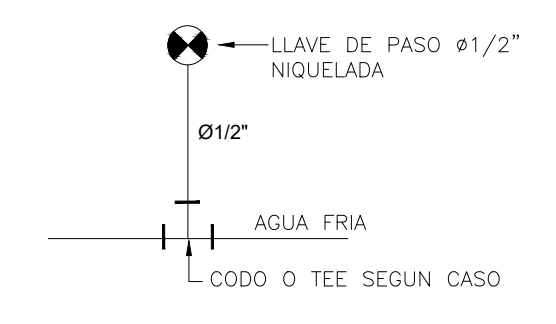 LLAVE DE PASO ø1/2"
NIQUELADA
Ø1/2"
AGUA FRIA
CODO O TEE SEGUN CASO